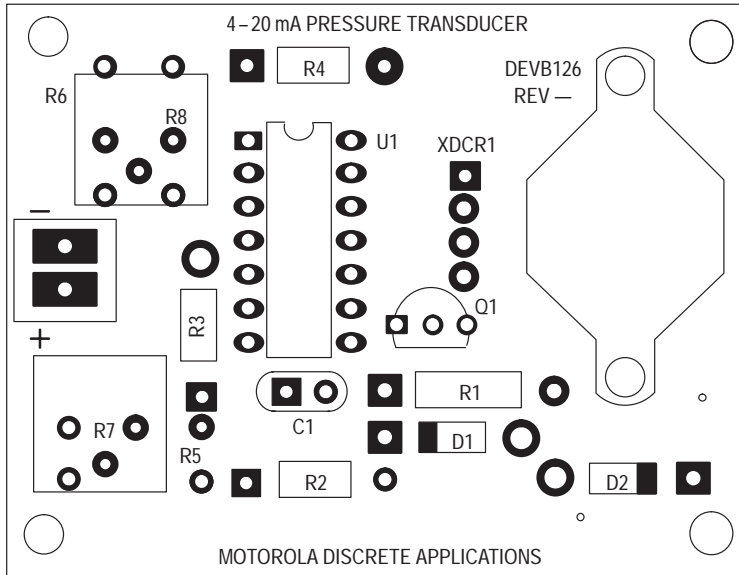 4–20 mA PRESSURE TRANSDUCER
R4
DEVB126
REV —
R6
R8
U1
XDCR1
−
R3
Q1
+
R1
R7
C1
D1
R5
R2
D2
MOTOROLA DISCRETE APPLICATIONS